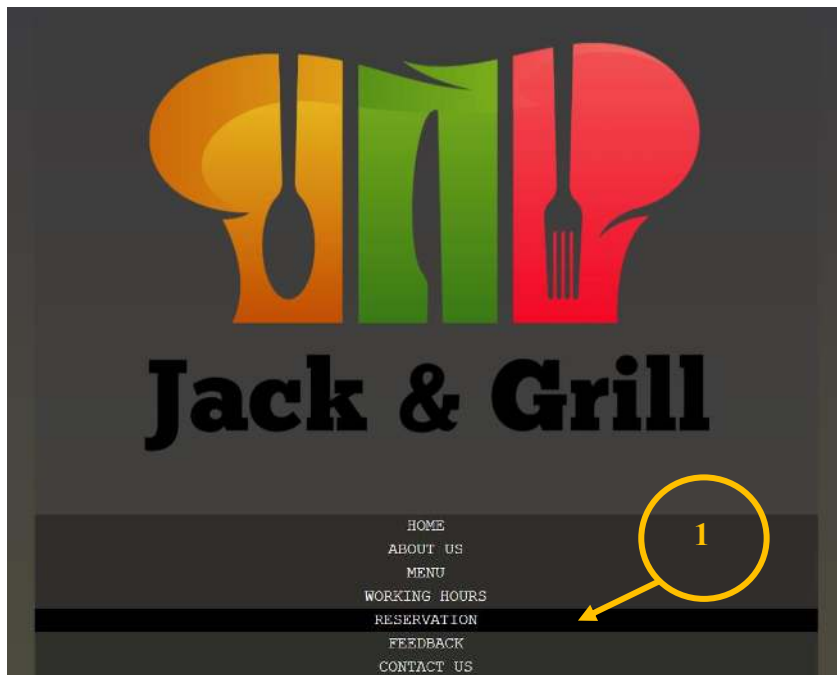 Jack & Grill
HOME
1
ABOUT US
MENU
WORKING HOURS
RESERVATION
FEEDBACK
CONTACT US